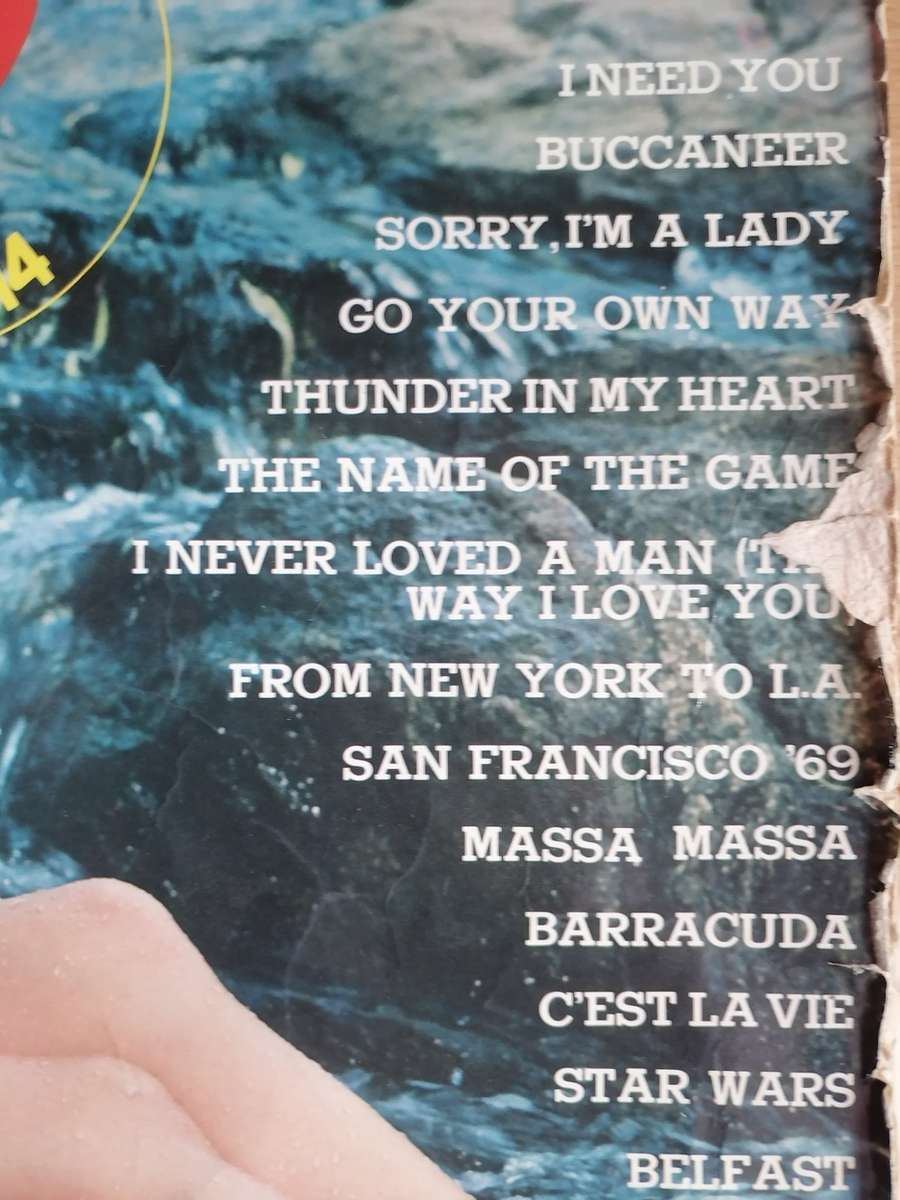 14
I NEED YOU
BUCCANEER
SORRY, I'M A LADY
GO YOUR OWN WAY
THUNDER IN MY HEART
THE NAME OF THE GAME
I NEVER LOVED A MAN
WAY I LOVE YOU
FROM NEW YORK TO L.A.
SAN FRANCISCO '69
MASSA MASSA
BARRACUDA
C'EST LA VIE
STAR WARS
BELFAST